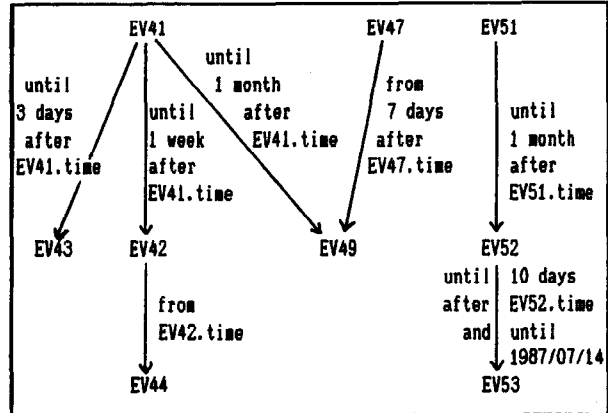 EV41
EV47
EV51
until
3 days
after
EV41.time
until
1 week
after
EV41.time
until
1 month
after
EV41.time
from
7 days
after
EV47.time
until
1 month
after
EV51.time
EV43
EV42
EV49
EV52
from
EV42.time
until 10 days
after EV52.time
and until
1987/07/14
EV44
EV53